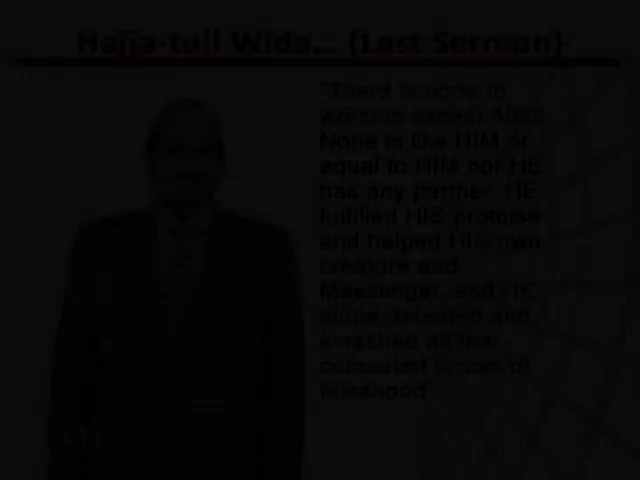 Hajja-tull Wida... {Last Sermon}
"There is none to
worship except Allah.
None is like HIM or
equal to HIM nor HE
has any partner. HE
fulfilled HIS promise
and helped HIS own
creature and
Messenger, and HE
alone defeated and
smashed all the
forces of
falsehood".